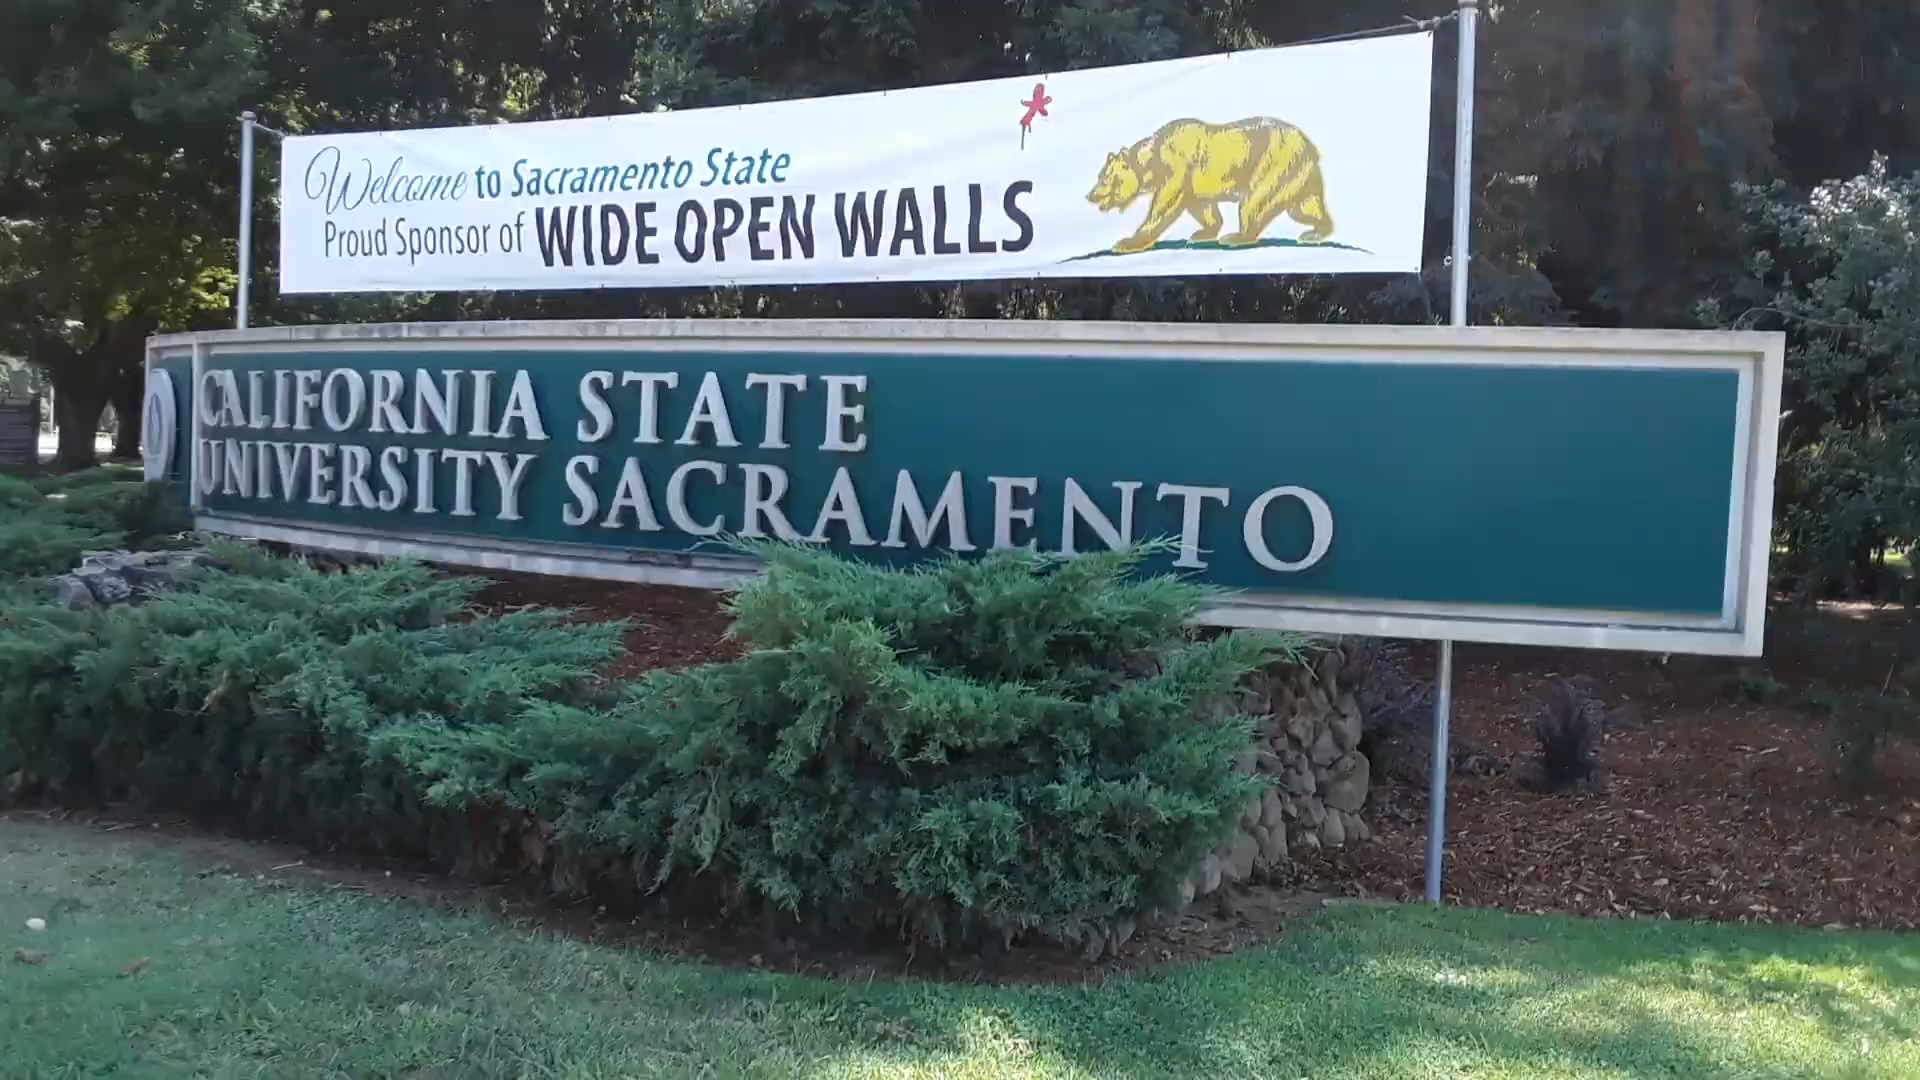 Welcome to Sacramento State
Proud Sponsor of WIDE OPEN WALLS
CALIFORNIA STATE
UNIVERSITY SACRAMENTO